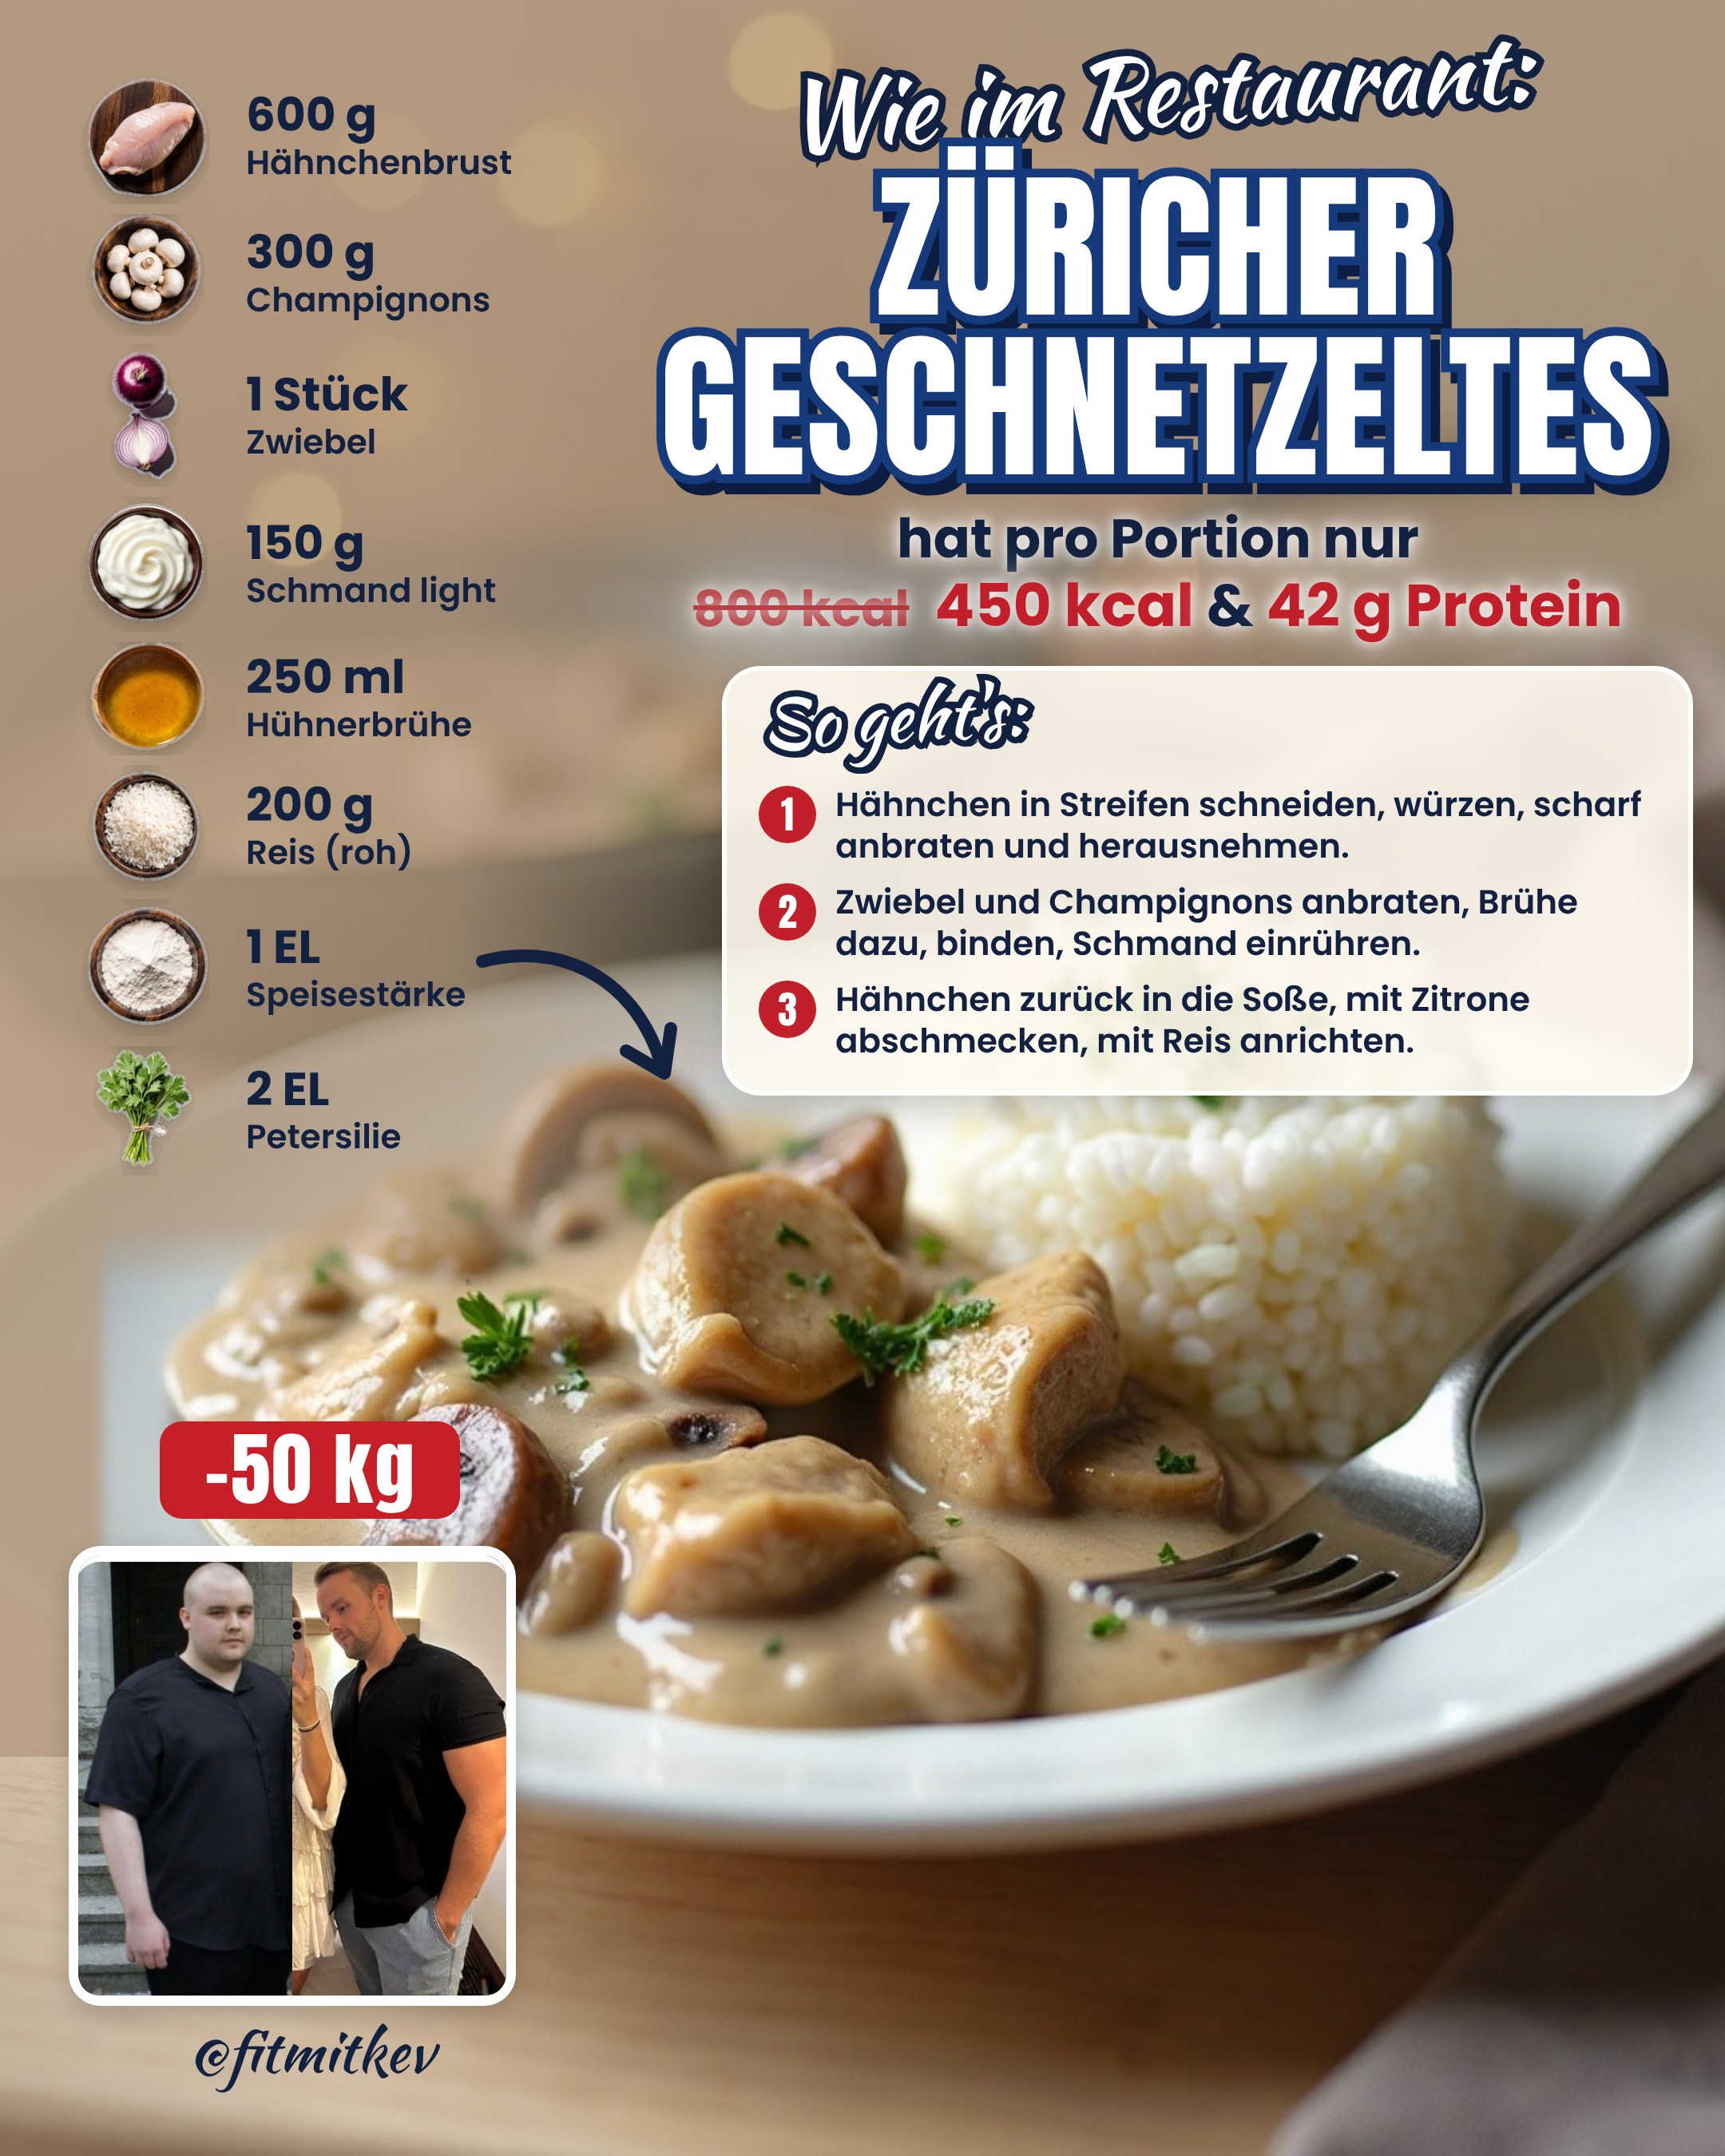 Wie im Restaurant:
ZÜRICHER
GESCHNETZELTES
hat pro Portion nur
800 kcal 450 kcal & 42 g Protein
600 g
Hähnchenbrust
300 g
Champignons
1 Stück
Zwiebel
150 g
Schmand light
250 ml
Hühnerbrühe
200 g
Reis (roh)
1 EL
Speisestärke
2 EL
Petersilie
So geht's:
1 Hähnchen in Streifen schneiden, würzen, scharf
anbraten und herausnehmen.
2 Zwiebel und Champignons anbraten, Brühe
dazu, binden, Schmand einrühren.
3 Hähnchen zurück in die Soße, mit Zitrone
abschmecken, mit Reis anrichten.
-50 kg
@fitmitkev